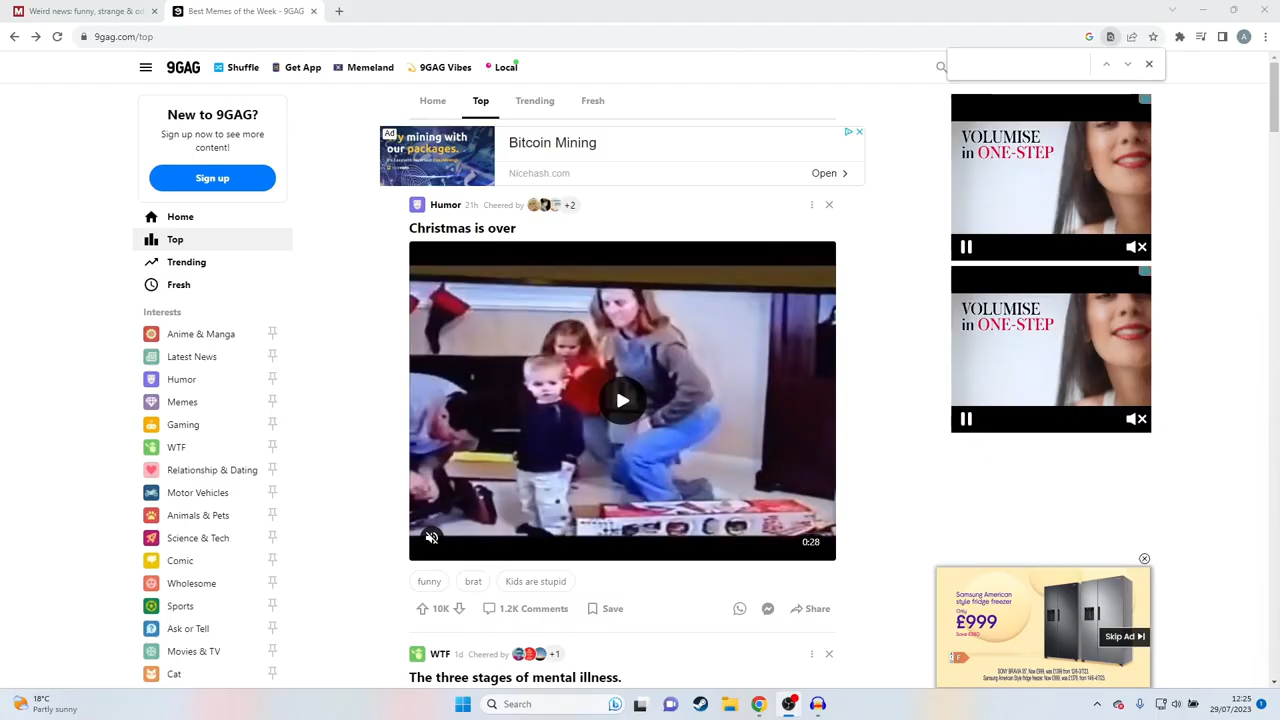 Weird news: funny, strange & od
Best Memes of the Week - 9GAG
9gag.com/top
A
9GAG
Shuffle
Get App
Memeland
9GAG Vibes
Local
New to 9GAG?
Sign up now to see more
content!
Sign up
Home
Top
Trending
Fresh
Interests
Anime & Manga
Latest News
Humor
Memes
Gaming
WTF
Relationship & Dating
Motor Vehicles
Animals & Pets
Science & Tech
Comic
Wholesome
Sports
Ask or Tell
Movies & TV
Cat
Home
Top
Trending
Fresh
Ad
mining with
our packages.
Bitcoin Mining
Nicehash.com
Open
Humor 21h Cheered by +2
Christmas is over
0:28
funny
brat
Kids are stupid
10K
1.2K Comments
Save
Share
WTF 1d Cheered by +1
The three stages of mental illness.
VOLUMISE
in ONE-STEP
VOLUMISE
in ONE-STEP
Samsung American
style fridge freezer
Only
£999
Skip Ad
F
18°C
Partly sunny
Search
12:25
29/07/2023
1